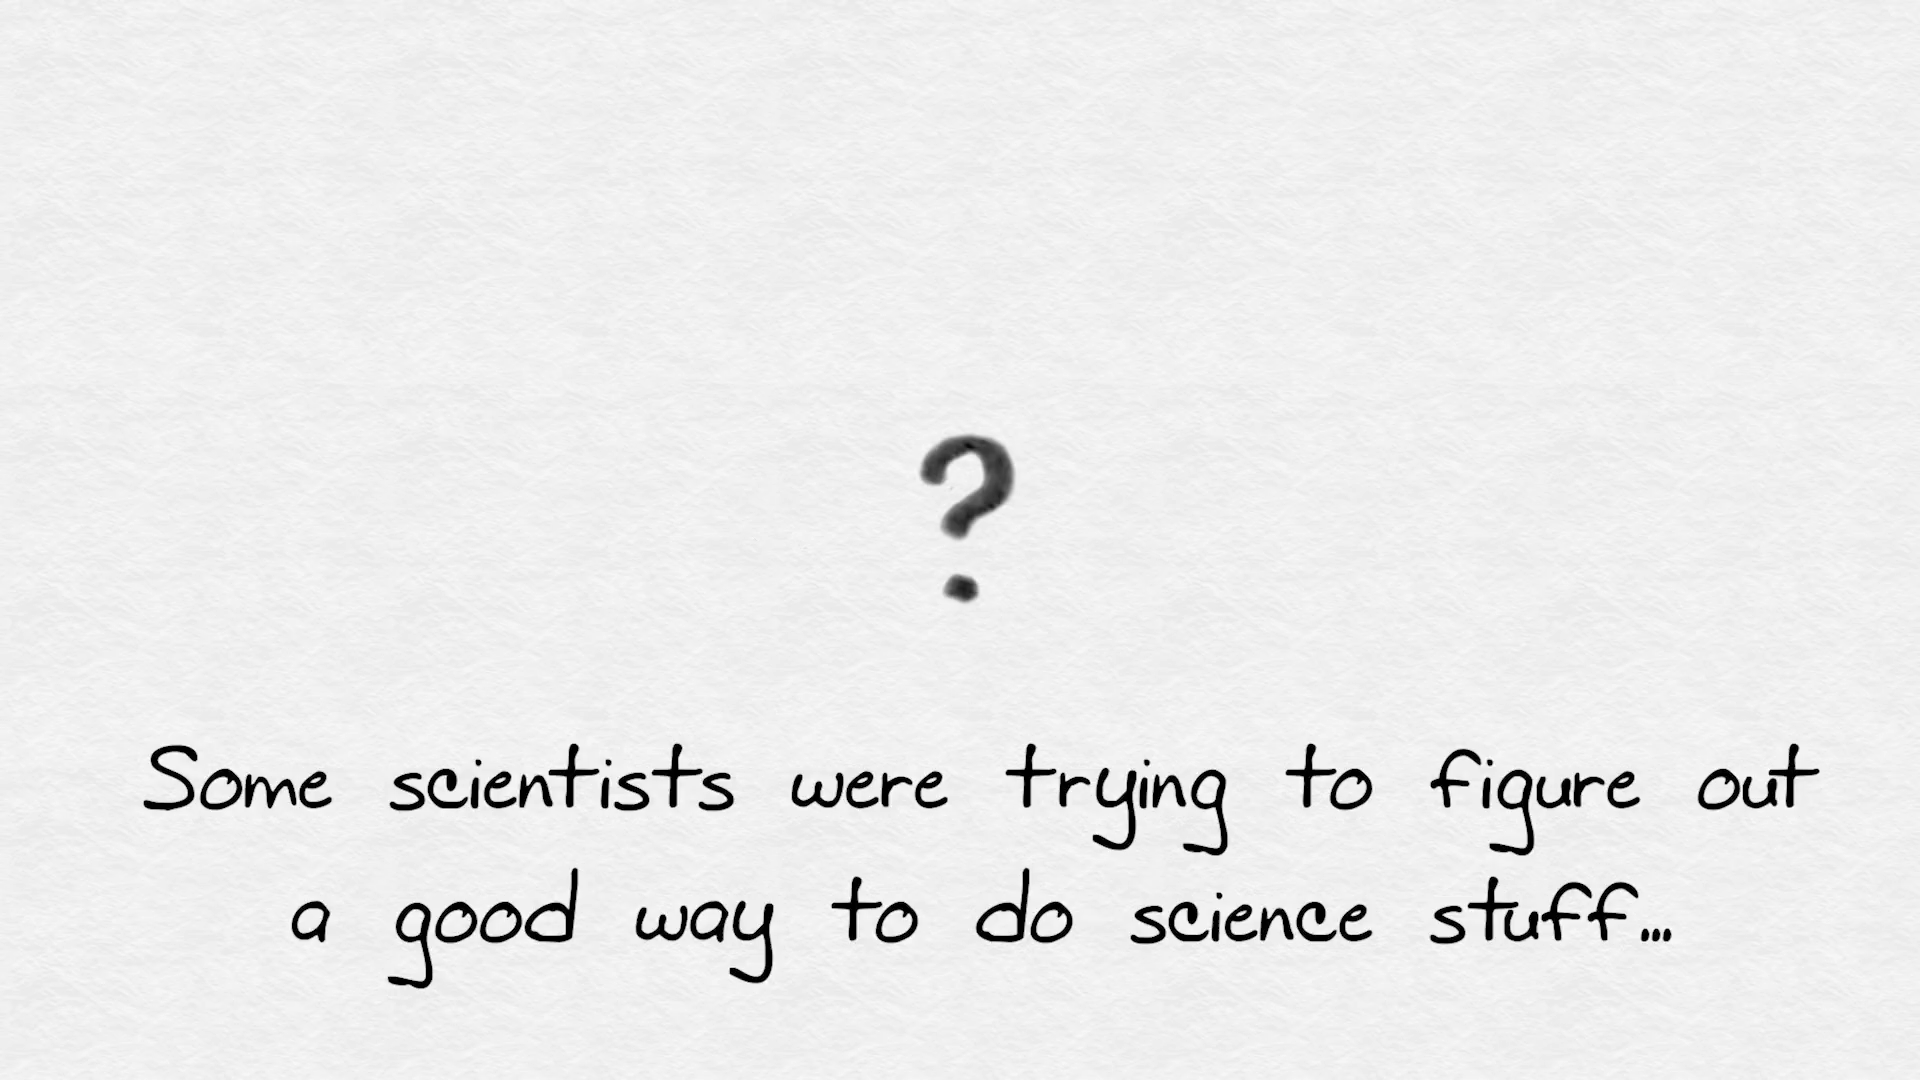 ?
Some scientists were trying to figure out
a good way to do science stuff...